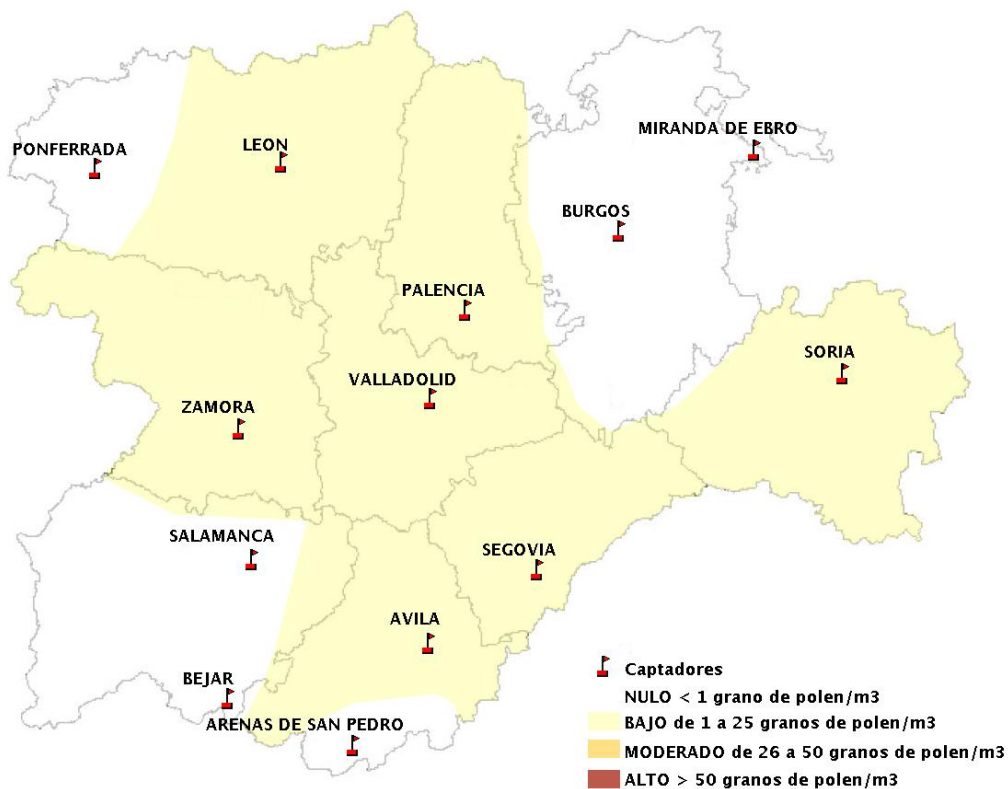 MIRANDA DE EBRO
PONFERRADA
LEON
BURGOS
PALENCIA
SORIA
VALLADOLID
ZAMORA
SALAMANCA
SEGOVIA
AVILA
BEJAR
ARENAS DE SAN PEDRO
Captadores
NULO < 1 grano de polen/m3
BAJO de 1 a 25 granos de polen/m3
MODERADO de 26 a 50 granos de polen/m3
ALTO > 50 granos de polen/m3